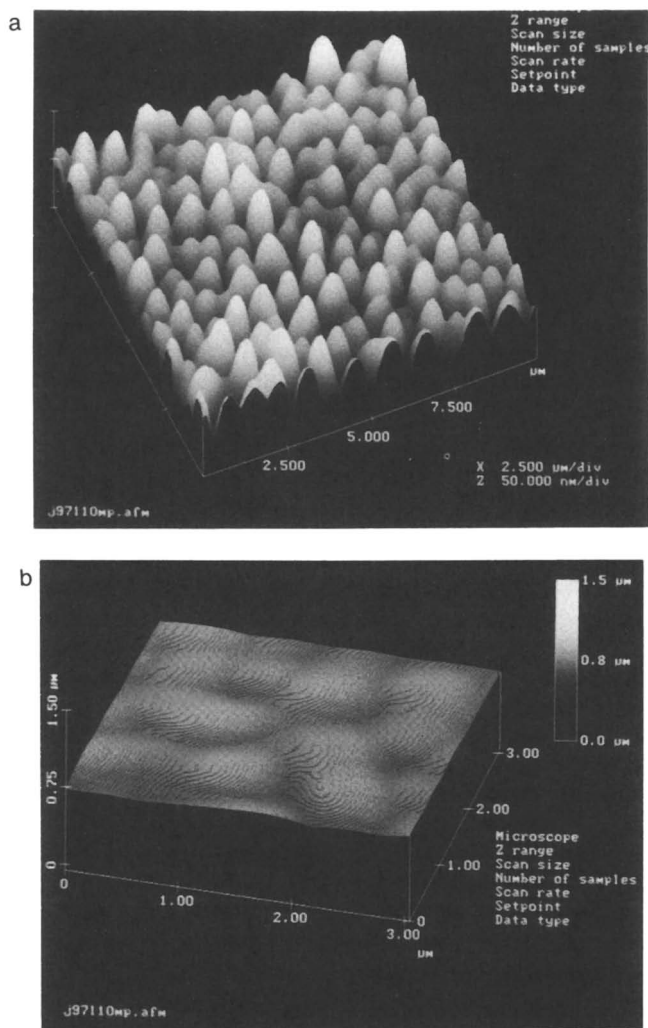 a
Z range
Scan size
Number of samples
Scan rate
Setpoint
Data type
µm
7.500
5.000
2.500
X 2.500 µm/div
Z 50.000 nm/div
j97110mp.afm
b
1.5 µm
0.8 µm
0.0 µm
1.50 µm
0.75
0
3.00
2.00
1.00
0
0
1.00
2.00
3.00
µm
Microscope
Z range
Scan size
Number of samples
Scan rate
Setpoint
Data type
j97110mp.afm